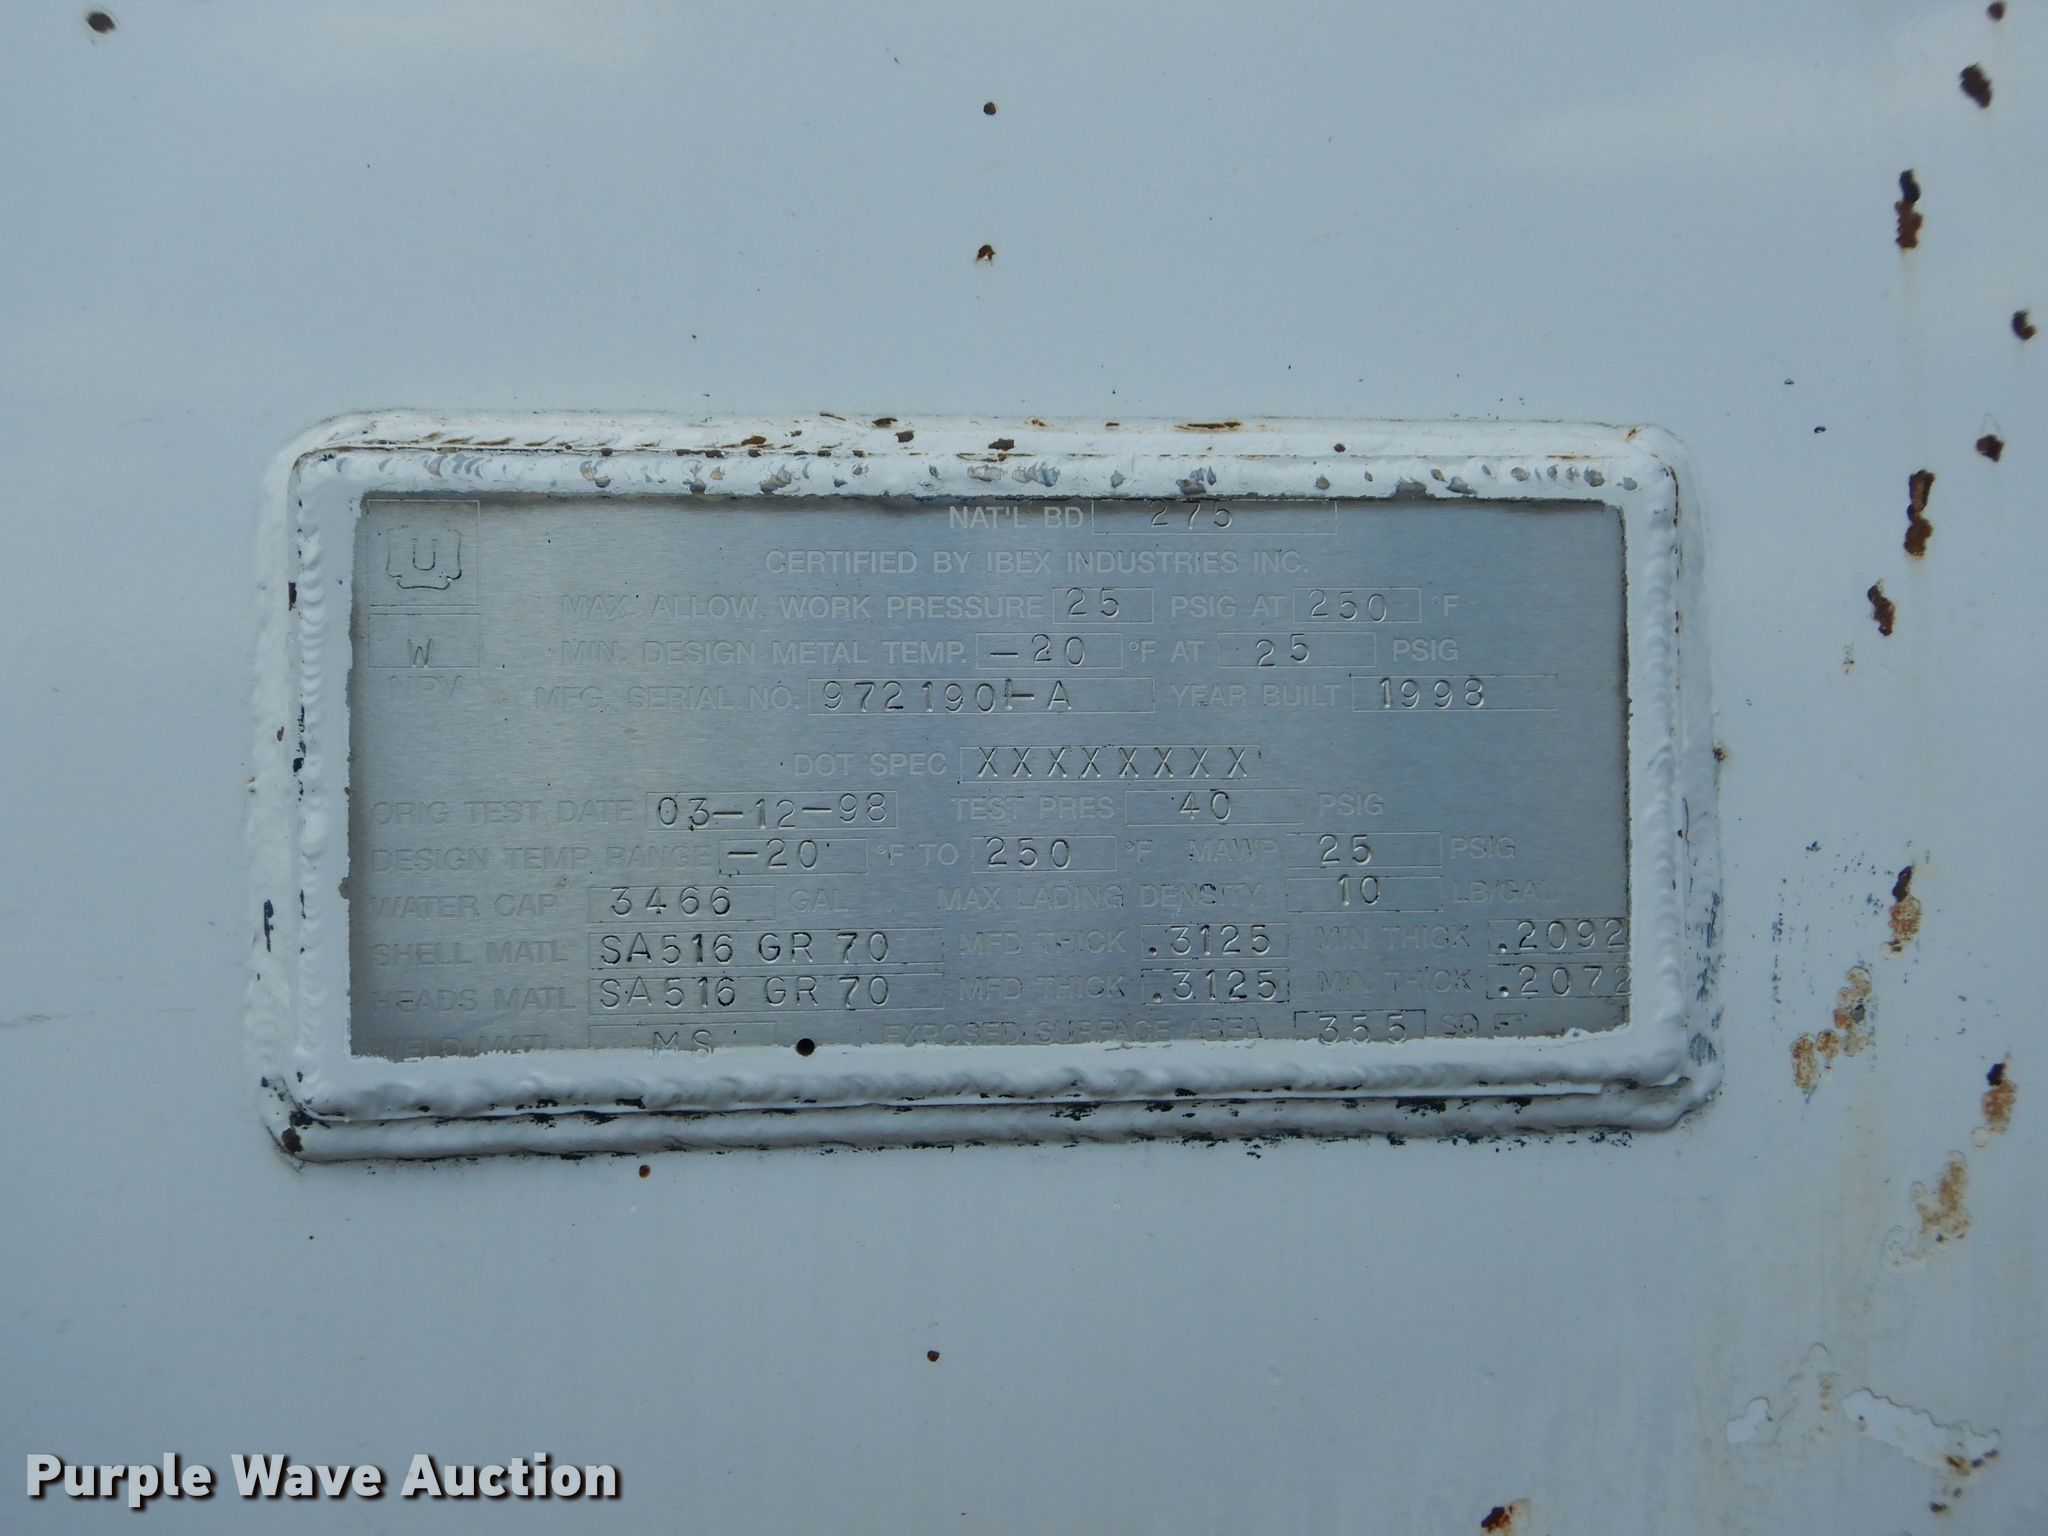 U
NAT'L BD 275
CERTIFIED BY IBEX INDUSTRIES INC.
MAX. ALLOW. WORK PRESSURE 25 PSIG AT 250 °F
W
MIN. DESIGN METAL TEMP. -20 °F AT 25 PSIG
NPV
MFG. SERIAL NO. 9721901-A YEAR BUILT 1998
DOT SPEC XXXXXXXX
ORIG TEST DATE 03-12-98 TEST PRES 40 PSIG
DESIGN TEMP RANGE -20 °F TO 250 °F MAWP 25 PSIG
WATER CAP 3466 GAL MAX LADING DENSITY 10 LB/GAL
SHELL MATL SA516 GR 70 MFD THICK .3125 MIN THICK .2092
HEADS MATL SA516 GR 70 MFD THICK .3125 MIN THICK .2072
WELD MATL MS EXPOSED SURFACE AREA 355 SQ FT
Purple Wave Auction